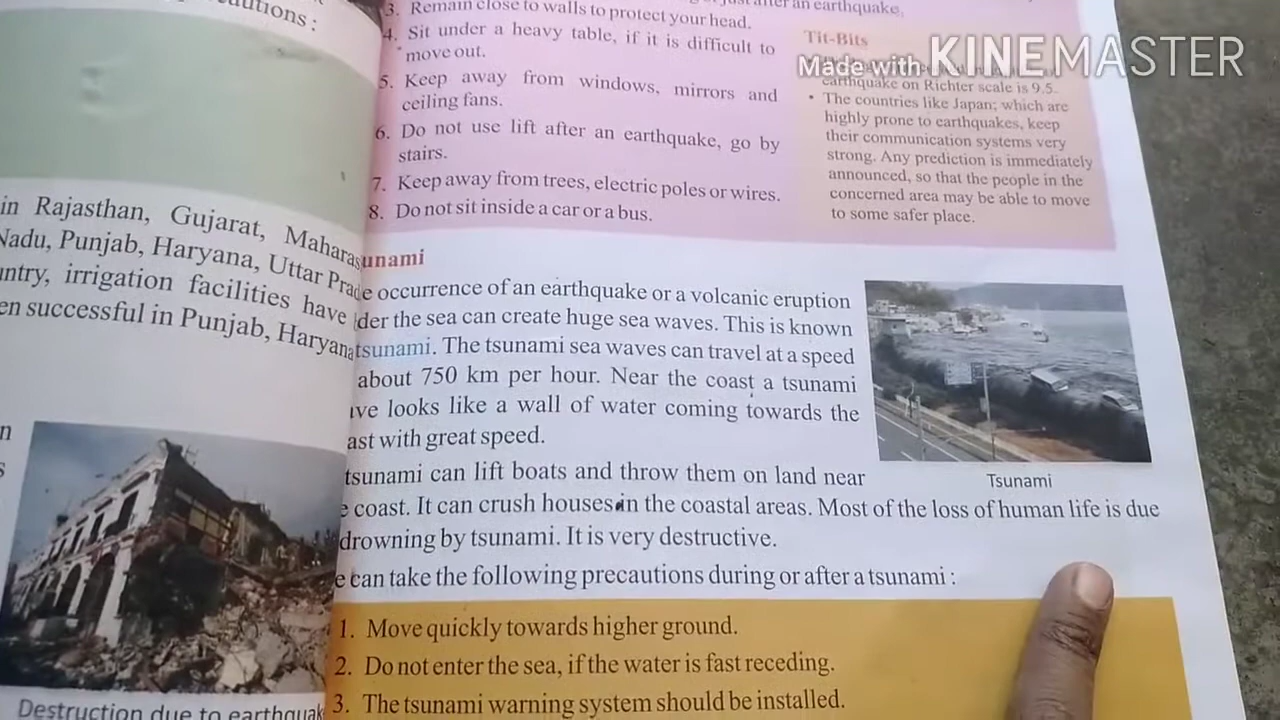 utions :
in Rajasthan, Gujarat, Maharas
Nadu, Punjab, Haryana, Uttar Prad
untry, irrigation facilities have
en successful in Punjab, Haryana
n
s
Destruction due to earthquak
3. Remain close to walls to protect your head.
just after an earthquake.
4. Sit under a heavy table, if it is difficult to
move out.
5. Keep away from windows, mirrors and
ceiling fans.
6. Do not use lift after an earthquake, go by
stairs.
7. Keep away from trees, electric poles or wires.
8. Do not sit inside a car or a bus.
Tit-Bits
Made with KINEMASTER
earthquake on Richter scale is 9.5.
• The countries like Japan; which are
highly prone to earthquakes, keep
their communication systems very
strong. Any prediction is immediately
announced, so that the people in the
concerned area may be able to move
to some safer place.
unami
e occurrence of an earthquake or a volcanic eruption
der the sea can create huge sea waves. This is known
tsunami. The tsunami sea waves can travel at a speed
about 750 km per hour. Near the coast a tsunami
ave looks like a wall of water coming towards the
ast with great speed.
Tsunami
tsunami can lift boats and throw them on land near
e coast. It can crush houses in the coastal areas. Most of the loss of human life is due
drowning by tsunami. It is very destructive.
e can take the following precautions during or after a tsunami :
1. Move quickly towards higher ground.
2. Do not enter the sea, if the water is fast receding.
3. The tsunami warning system should be installed.